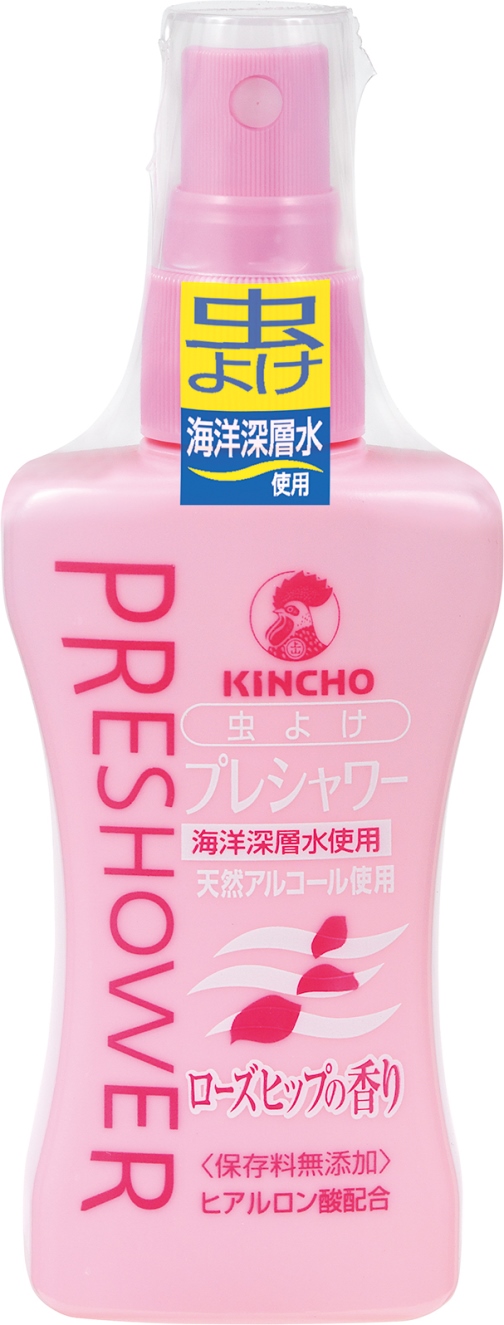 虫
よけ
海洋深層水
使用
PRESHOWER
KINCHO
虫よけ
プレシャワー
海洋深層水使用
天然アルコール使用
ローズヒップの香り
〈保存料無添加〉
ヒアルロン酸配合